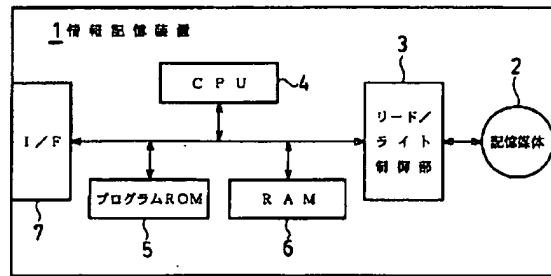 1 情報記憶装置
3
2
CPU
4
リード/
ライト
制御部
I/F
記憶媒体
プログラムROM
RAM
7
5
6